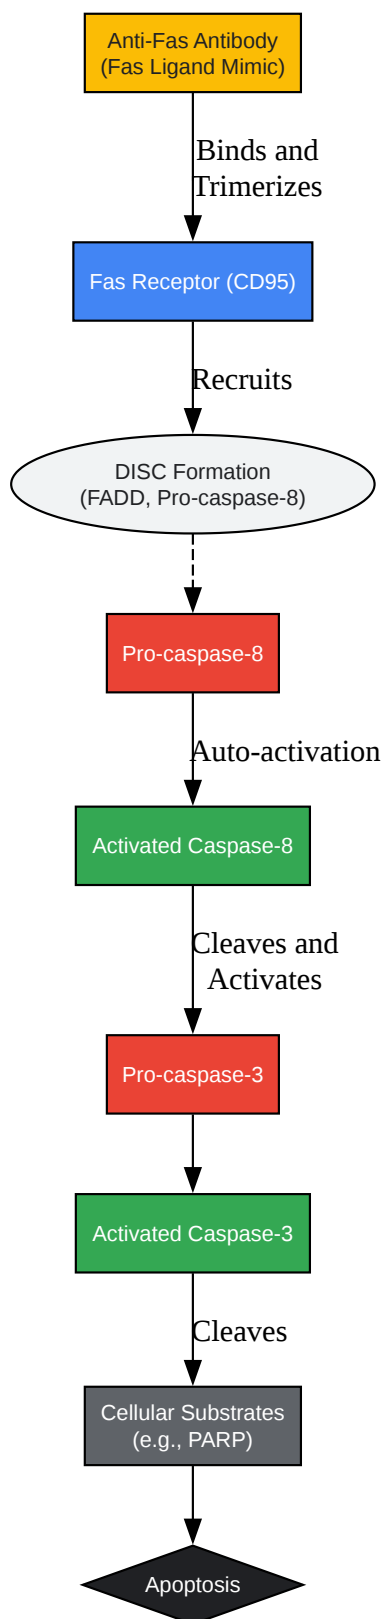 Anti-Fas Antibody
(Fas Ligand Mimic)
Binds and
Trimerizes
Fas Receptor (CD95)
Recruits
DISC Formation
(FADD, Pro-caspase-8)
Pro-caspase-8
Auto-activation
Activated Caspase-8
Cleaves and
Activates
Pro-caspase-3
Activated Caspase-3
Cleaves
Cellular Substrates
(e.g., PARP)
Apoptosis